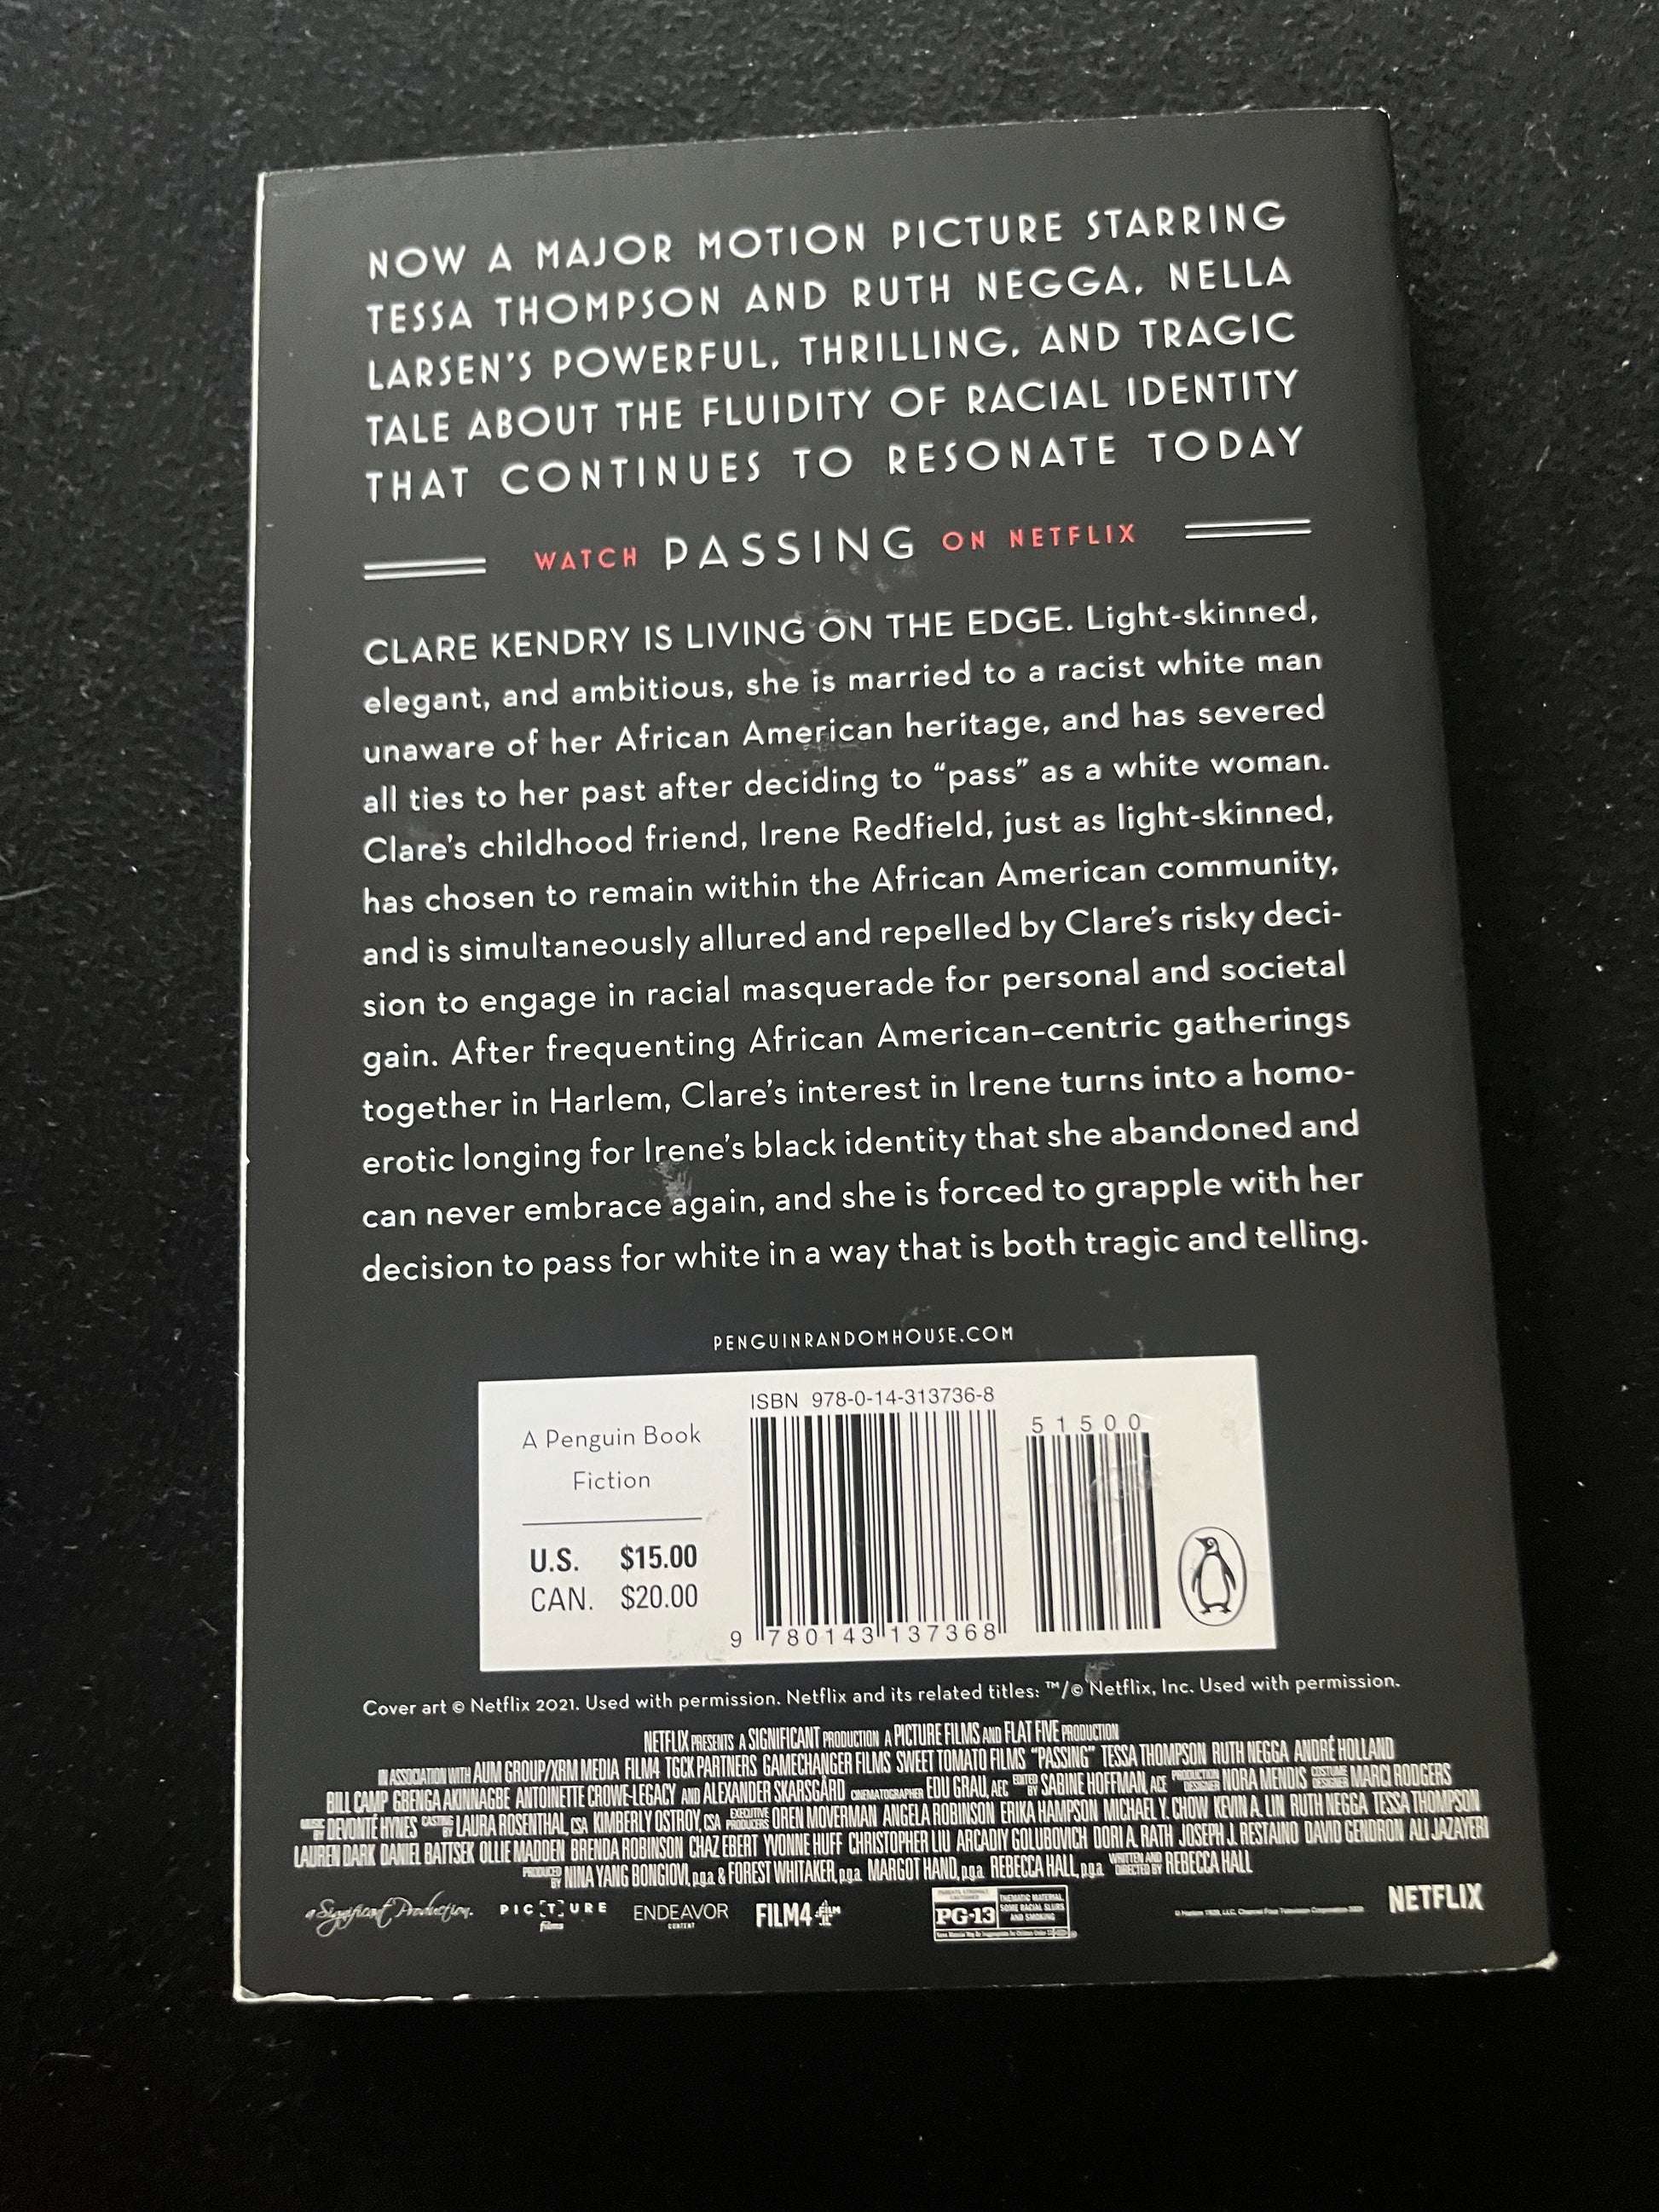 NOW A MAJOR MOTION PICTURE STARRING
TESSA THOMPSON AND RUTH NEGGA, NELLA
LARSEN'S POWERFUL, THRILLING, AND TRAGIC
TALE ABOUT THE FLUIDITY OF RACIAL IDENTITY
THAT CONTINUES TO RESONATE TODAY
WATCH PASSING ON NETFLIX
CLARE KENDRY IS LIVING ON THE EDGE. Light-skinned,
elegant, and ambitious, she is married to a racist white man
unaware of her African American heritage, and has severed
all ties to her past after deciding to “pass” as a white woman.
Clare's childhood friend, Irene Redfield, just as light-skinned,
has chosen to remain within the African American community,
and is simultaneously allured and repelled by Clare's risky deci-
sion to engage in racial masquerade for personal and societal
gain. After frequenting African American–centric gatherings
together in Harlem, Clare's interest in Irene turns into a homo-
erotic longing for Irene's black identity that she abandoned and
can never embrace again, and she is forced to grapple with her
decision to pass for white in a way that is both tragic and telling.
PENGUINRANDOMHOUSE.COM
A Penguin Book
Fiction
U.S. $15.00
CAN. $20.00
ISBN 978-0-14-313736-8
9 780143 137368
51500
Cover art © Netflix 2021. Used with permission. Netflix and its related titles: ™/© Netflix, Inc. Used with permission.
NETFLIX PRESENTS A SIGNIFICANT PRODUCTION A PICTURE FILMS AND FLAT FIVE PRODUCTION
IN ASSOCIATION WITH AUM GROUP/XRM MEDIA FILM4 TGCK PARTNERS GAMECHANGER FILMS SWEET TOMATO FILMS “PASSING” TESSA THOMPSON RUTH NEGGA ANDRÉ HOLLAND
BILL CAMP GBENGA AKINNAGBE ANTOINETTE CROWE-LEGACY AND ALEXANDER SKARSGÅRD CINEMATOGRAPHER EDU GRAU, AEC EDITED BY SABINE HOFFMAN, ACE PRODUCTION DESIGNER NORA MENDIS COSTUME DESIGNER MARCI RODGERS
MUSIC BY DEVONTÉ HYNES CASTING BY LAURA ROSENTHAL, CSA KIMBERLY OSTROY, CSA EXECUTIVE PRODUCERS OREN MOVERMAN ANGELA ROBINSON ERIKA HAMPSON MICHAEL Y. CHOW KEVIN A. LIN RUTH NEGGA TESSA THOMPSON
LAUREN DARK DANIEL BATTSEK OLLIE MADDEN BRENDA ROBINSON CHAZ EBERT YVONNE HUFF CHRISTOPHER LIU ARCADIY GOLUBOVICH DORI A. RATH JOSEPH J. RESTAINO DAVID GENDRON ALI JAZAYERI
PRODUCED BY NINA YANG BONGIOVI, p.g.a. & FOREST WHITAKER, p.g.a. MARGOT HAND, p.g.a. REBECCA HALL, p.g.a. WRITTEN AND DIRECTED BY REBECCA HALL
a Significant Production.
PICTURE
films
ENDEAVOR
CONTENT
FILM4
PARENTS STRONGLY CAUTIONED
PG-13
THEMATIC MATERIAL,
SOME RACIAL SLURS
AND SMOKING
NETFLIX